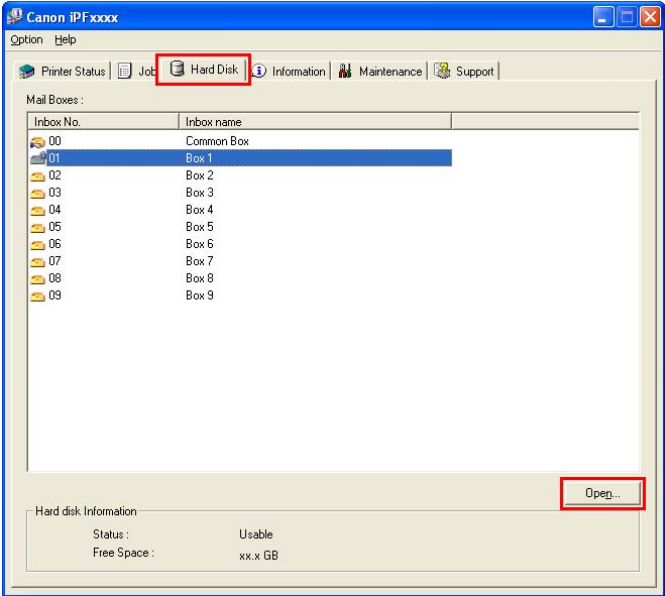 Canon iPFxxxx
Option Help
Printer Status Job Hard Disk Information Maintenance Support
Mail Boxes :
Inbox No. Inbox name
00 Common Box
01 Box 1
02 Box 2
03 Box 3
04 Box 4
05 Box 5
06 Box 6
07 Box 7
08 Box 8
09 Box 9
Open...
Hard disk Information
Status : Usable
Free Space : xx.x GB